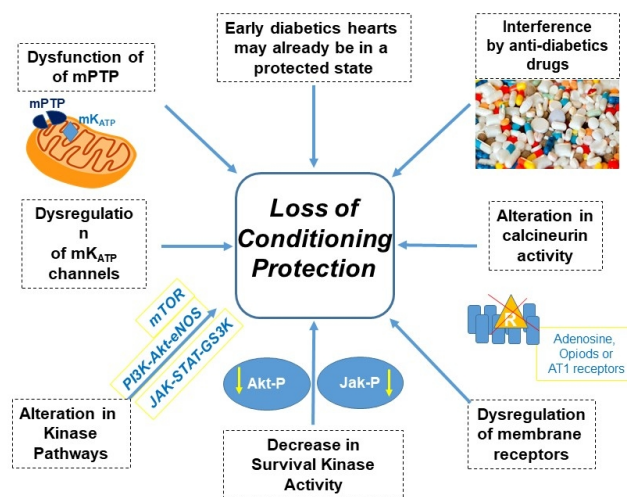 Dysfunction of
of mPTP
Early diabetics hearts
may already be in a
protected state
Interference
by anti-diabetics
drugs
mPTP
mKATP
Dysregulatio
n
of mKATP
channels
Loss of
Conditioning
Protection
Alteration in
calcineurin
activity
mTOR
PI3K-Akt-eNOS
JAK-STAT-GS3K
R
Adenosine,
Opiods or
AT1 receptors
Akt-P
Jak-P
Alteration in
Kinase
Pathways
Decrease in
Survival Kinase
Activity
Dysregulation
of membrane
receptors